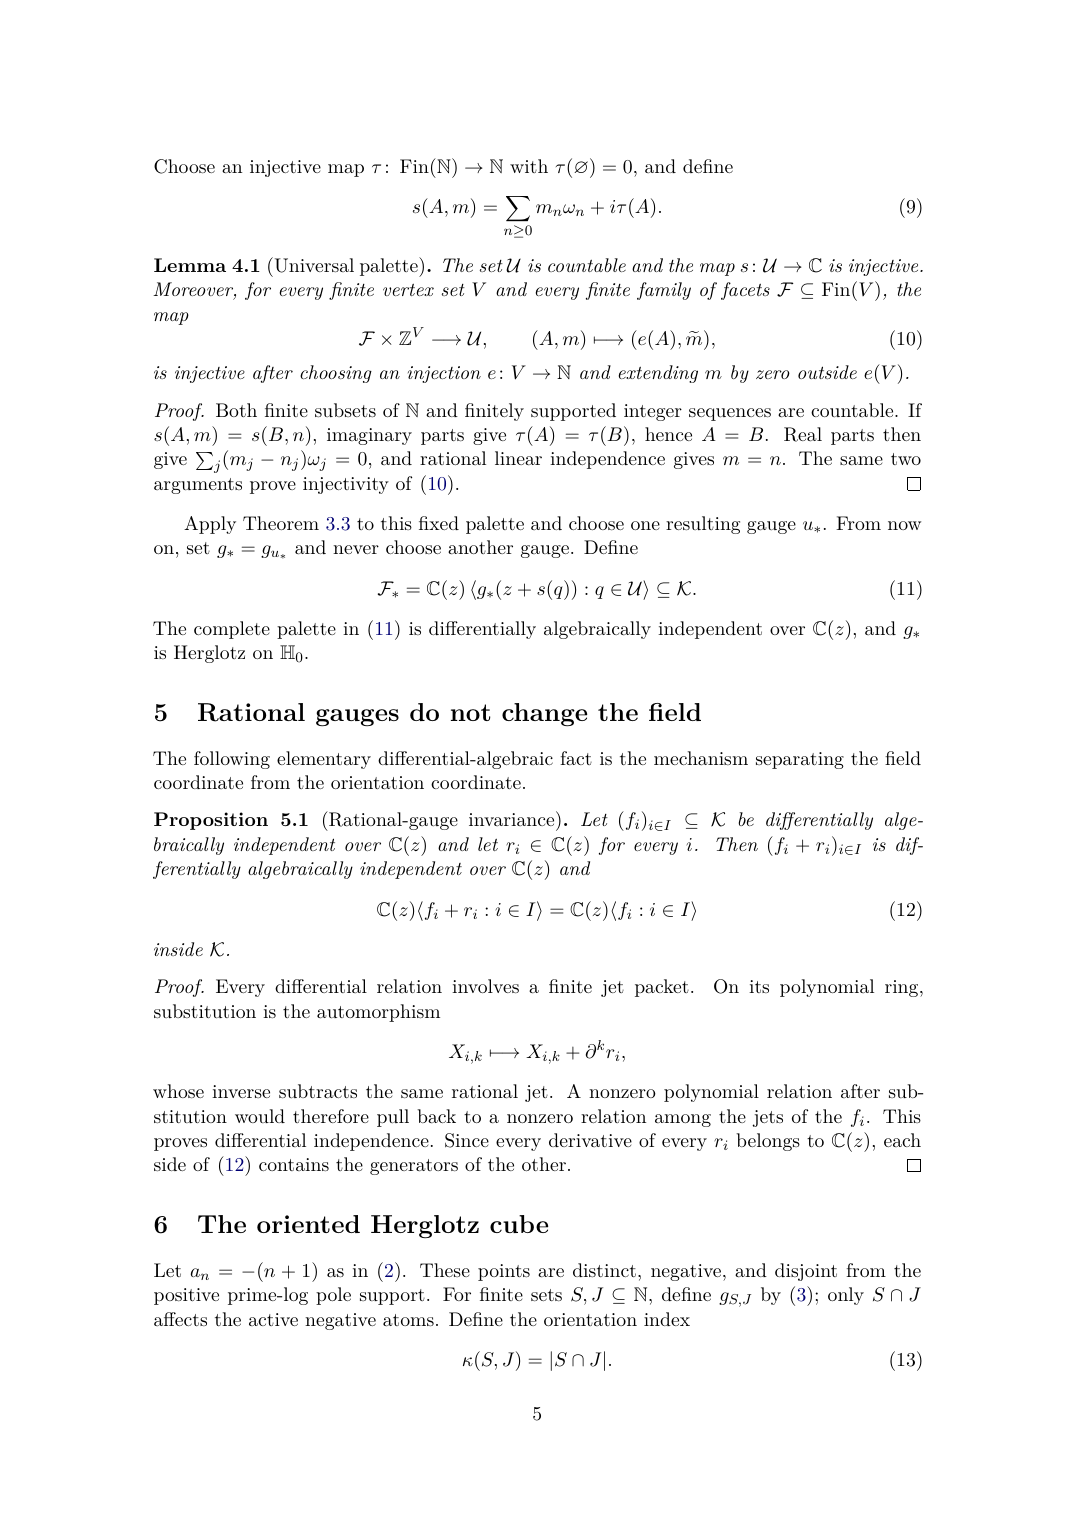 Choose an injective map τ : Fin(ℕ) → ℕ with τ(∅) = 0, and define
s(A, m) = ∑_{n≥0} m_n ω_n + iτ(A). (9)
Lemma 4.1 (Universal palette). The set 𝒰 is countable and the map s : 𝒰 → ℂ is injective.
Moreover, for every finite vertex set V and every finite family of facets ℱ ⊆ Fin(V), the
map
ℱ × ℤ^V ⟶ 𝒰, (A, m) ⟼ (e(A), m̃), (10)
is injective after choosing an injection e : V → ℕ and extending m by zero outside e(V).
Proof. Both finite subsets of ℕ and finitely supported integer sequences are countable. If
s(A, m) = s(B, n), imaginary parts give τ(A) = τ(B), hence A = B. Real parts then
give ∑_j (m_j − n_j)ω_j = 0, and rational linear independence gives m = n. The same two
arguments prove injectivity of (10). □
Apply Theorem 3.3 to this fixed palette and choose one resulting gauge u_*. From now
on, set g_* = g_{u_*} and never choose another gauge. Define
ℱ_* = ℂ(z) ⟨g_*(z + s(q)) : q ∈ 𝒰⟩ ⊆ 𝒦. (11)
The complete palette in (11) is differentially algebraically independent over ℂ(z), and g_*
is Herglotz on ℍ_0.
5 Rational gauges do not change the field
The following elementary differential-algebraic fact is the mechanism separating the field
coordinate from the orientation coordinate.
Proposition 5.1 (Rational-gauge invariance). Let (f_i)_{i∈I} ⊆ 𝒦 be differentially alge-
braically independent over ℂ(z) and let r_i ∈ ℂ(z) for every i. Then (f_i + r_i)_{i∈I} is dif-
ferentially algebraically independent over ℂ(z) and
ℂ(z)⟨f_i + r_i : i ∈ I⟩ = ℂ(z)⟨f_i : i ∈ I⟩ (12)
inside 𝒦.
Proof. Every differential relation involves a finite jet packet. On its polynomial ring,
substitution is the automorphism
X_{i,k} ⟼ X_{i,k} + ∂^k r_i,
whose inverse subtracts the same rational jet. A nonzero polynomial relation after sub-
stitution would therefore pull back to a nonzero relation among the jets of the f_i. This
proves differential independence. Since every derivative of every r_i belongs to ℂ(z), each
side of (12) contains the generators of the other. □
6 The oriented Herglotz cube
Let a_n = −(n + 1) as in (2). These points are distinct, negative, and disjoint from the
positive prime-log pole support. For finite sets S, J ⊆ ℕ, define g_{S,J} by (3); only S ∩ J
affects the active negative atoms. Define the orientation index
κ(S, J) = |S ∩ J|. (13)
5